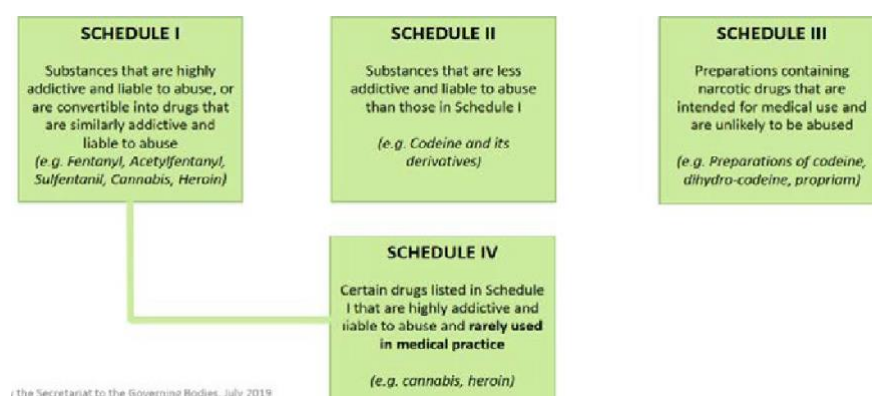 SCHEDULE I
Substances that are highly
addictive and liable to abuse, or
are convertible into drugs that
are similarly addictive and
liable to abuse
(e.g. Fentanyl, Acetylfentanyl,
Sulfentanil, Cannabis, Heroin)
SCHEDULE II
Substances that are less
addictive and liable to abuse
than those in Schedule I
(e.g. Codeine and its
derivatives)
SCHEDULE III
Preparations containing
narcotic drugs that are
intended for medical use and
are unlikely to be abused
(e.g. Preparations of codeine,
dihydro-codeine, propriam)
SCHEDULE IV
Certain drugs listed in Schedule
I that are highly addictive and
liable to abuse and rarely used
in medical practice
(e.g. cannabis, heroin)
the Secretariat to the Governing Bodies, July 2019